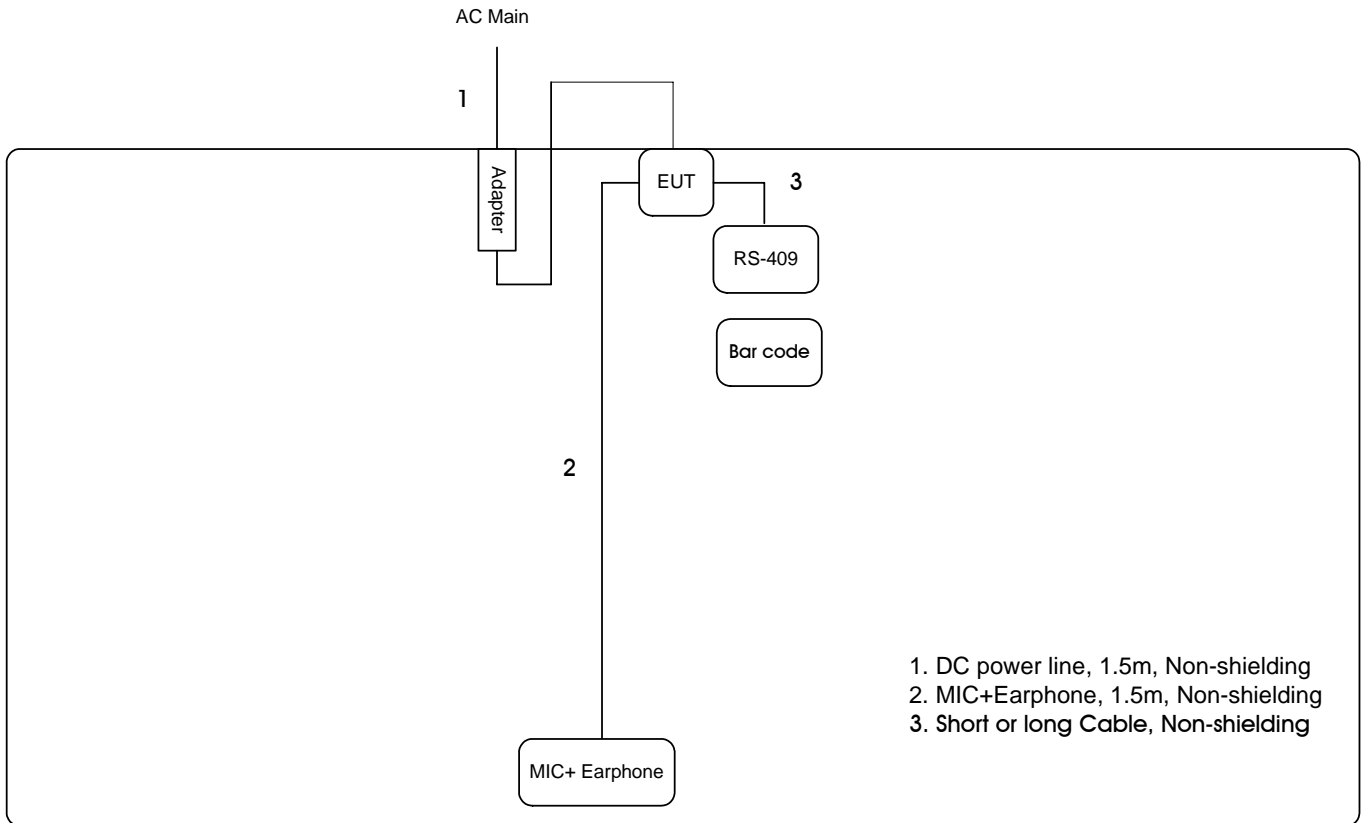 AC Main
1
Adapter
EUT
3
RS-409
Bar code
2
1. DC power line, 1.5m, Non-shielding
2. MIC+Earphone, 1.5m, Non-shielding
3. Short or long Cable, Non-shielding
MIC+ Earphone